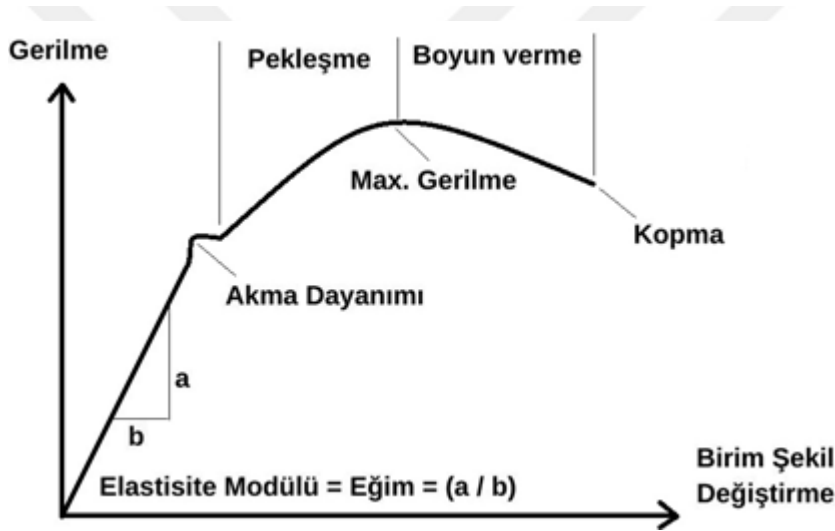 Gerilme
Pekleşme
Boyun verme
Max. Gerilme
Kopma
Akma Dayanımı
a
b
Elastisite Modülü = Eğim = (a / b)
Birim Şekil
Değiştirme